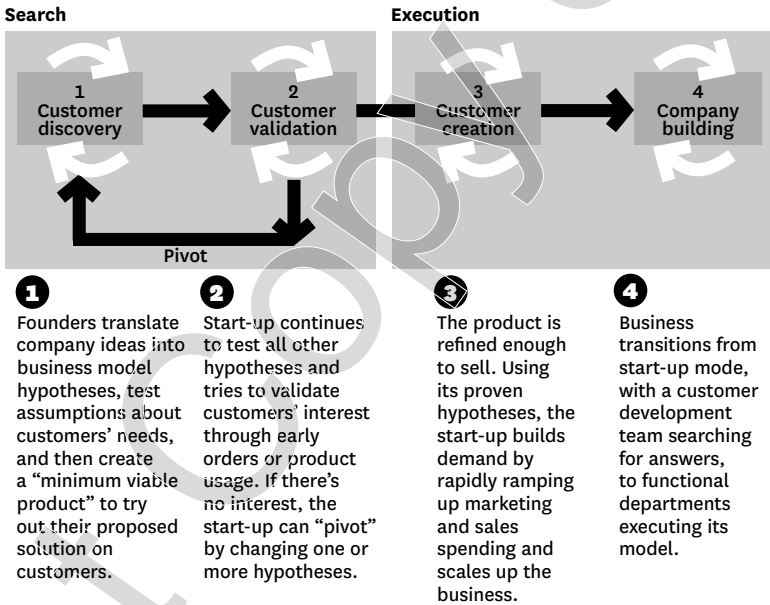 Search
Execution
1
Customer
discovery
2
Customer
validation
3
Customer
creation
4
Company
building
Pivot
1
Founders translate
company ideas into
business model
hypotheses, test
assumptions about
customers’ needs,
and then create
a “minimum viable
product” to try
out their proposed
solution on
customers.
2
Start-up continues
to test all other
hypotheses and
tries to validate
customers’ interest
through early
orders or product
usage. If there’s
no interest, the
start-up can “pivot”
by changing one or
more hypotheses.
3
The product is
refined enough
to sell. Using
its proven
hypotheses, the
start-up builds
demand by
rapidly ramping
up marketing
and sales
spending and
scales up the
business.
4
Business
transitions from
start-up mode,
with a customer
development
team searching
for answers,
to functional
departments
executing its
model.